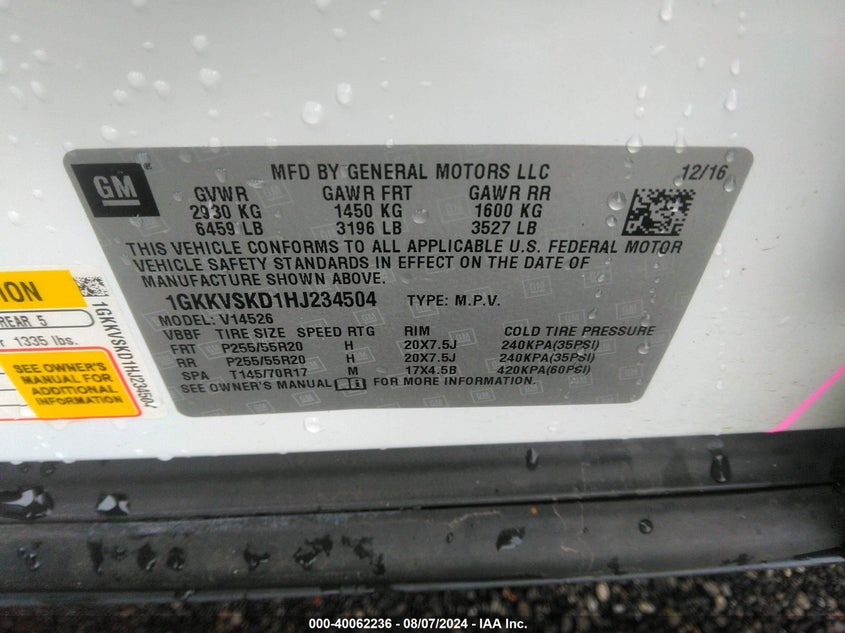 GM
MFD BY GENERAL MOTORS LLC 12/16
GVWR GAWR FRT GAWR RR
2930 KG 1450 KG 1600 KG
6459 LB 3196 LB 3527 LB
THIS VEHICLE CONFORMS TO ALL APPLICABLE U.S. FEDERAL MOTOR
VEHICLE SAFETY STANDARDS IN EFFECT ON THE DATE OF
MANUFACTURE SHOWN ABOVE.
1GKKVSKD1HJ234504 TYPE: M.P.V.
MODEL: V14526
VBBF TIRE SIZE SPEED RTG RIM COLD TIRE PRESSURE
FRT P255/55R20 H 20X7.5J 240KPA(35PSI)
RR P255/55R20 H 20X7.5J 240KPA(35PSI)
SPA T145/70R17 M 17X4.5B 420KPA(60PSI)
SEE OWNER'S MANUAL FOR MORE INFORMATION.
REAR 5
1335 lbs.
SEE OWNER'S
MANUAL FOR
ADDITIONAL
INFORMATION
1GKKVSKD1HJ234504
000-40062236 - 08/07/2024 - IAA Inc.